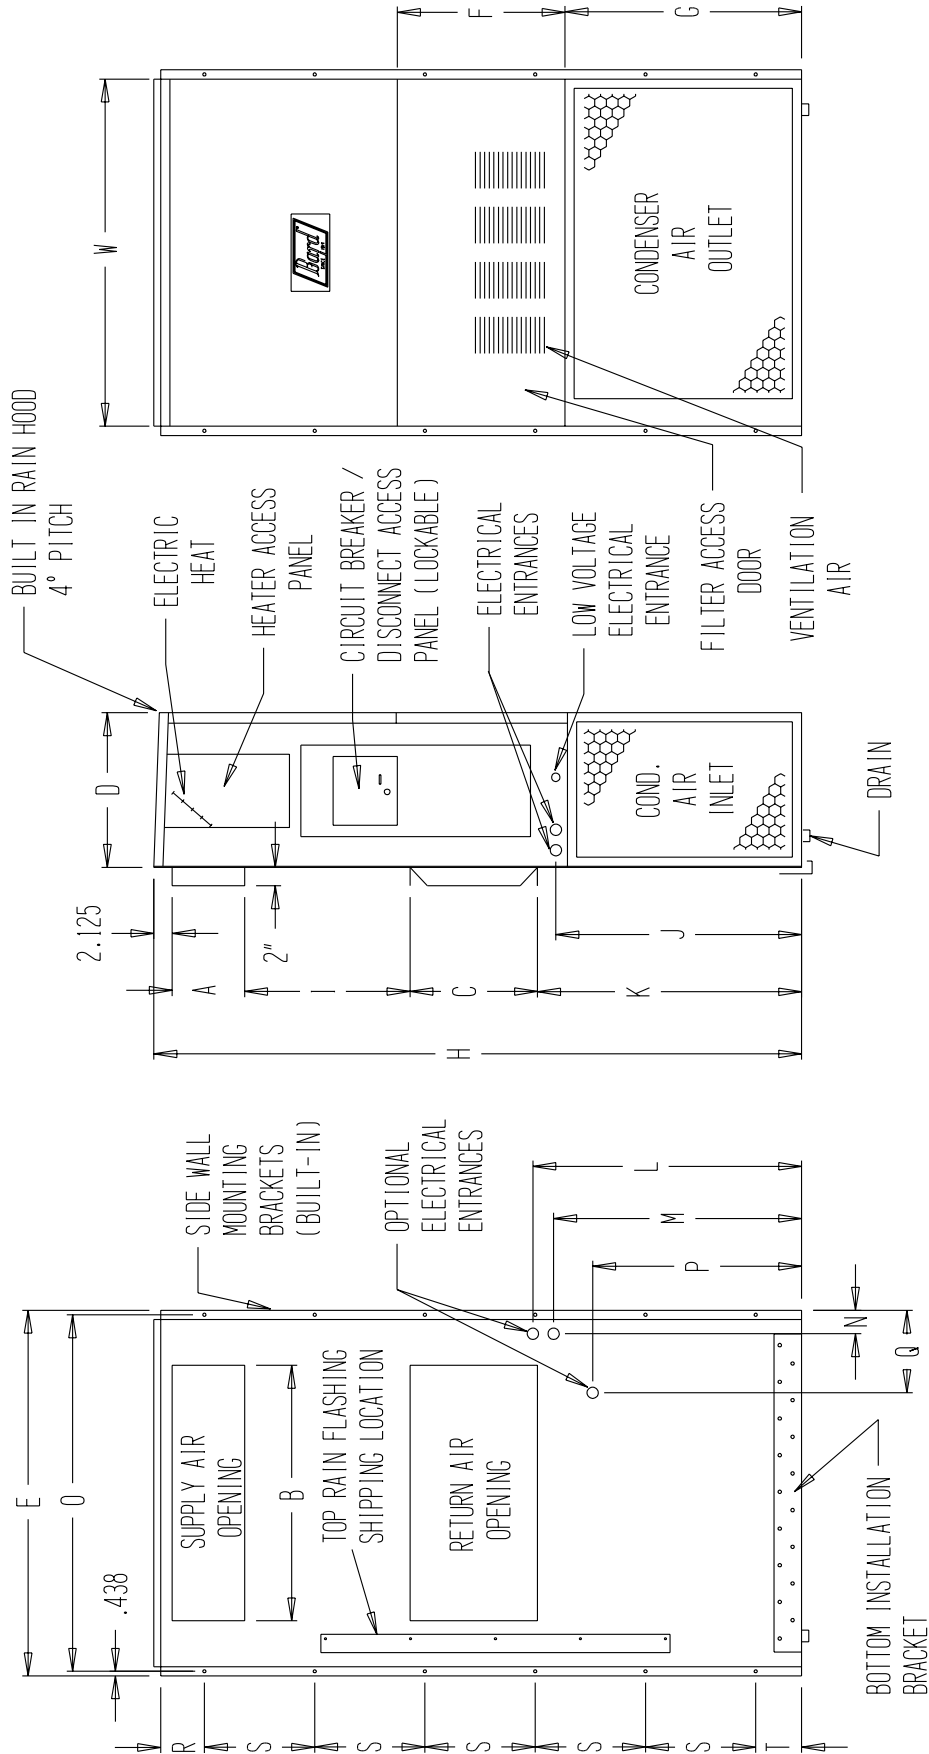 F
G
W
Bard
CONDENSER
AIR
OUTLET
BUILT IN RAIN HOOD
4° PITCH
ELECTRIC
HEAT
HEATER ACCESS
PANEL
CIRCUIT BREAKER /
DISCONNECT ACCESS
PANEL (LOCKABLE)
ELECTRICAL
ENTRANCES
LOW VOLTAGE
ELECTRICAL
ENTRANCE
FILTER ACCESS
DOOR
VENTILATION
AIR
D
COND.
AIR
INLET
DRAIN
2.125
A
2"
I
C
K
J
H
SIDE WALL
MOUNTING
BRACKETS
(BUILT-IN)
OPTIONAL
ELECTRICAL
ENTRANCES
L
M
P
N
Q
E
O
.438
SUPPLY AIR
OPENING
B
TOP RAIN FLASHING
SHIPPING LOCATION
RETURN AIR
OPENING
BOTTOM INSTALLATION
BRACKET
R
S
S
S
S
S
T